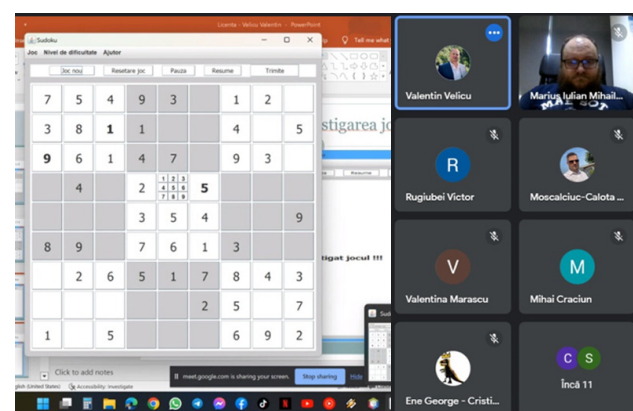 Licenta - Velicu Valentin - PowerPoint
Sudoku
Joc Nivel de dificultate Ajutor
Tell me what
Joc nou Resetare joc Pauza Resume Trimite
7 5 4 9 3 1 2
3 8 1 1 4 5
stigarea jo
9 6 1 4 7 9 3
4 2 1 2 3 4 5 6 7 8 9 5
3 5 4 9
8 9 7 6 1 3
tigat jocul !!!
2 6 5 1 7 8 4 3
2 5 7
1 5 6 9 2
Click to add notes
English (United States) Accessibility: Investigate
meet.google.com is sharing your screen. Stop sharing Hide
Valentin Velicu
Marius Iulian Mihail...
R
Rugiubei Victor
Moscalciuc-Calota ...
V
Valentina Marascu
M
Mihai Craciun
Ene George - Cristi...
C S
Încă 11